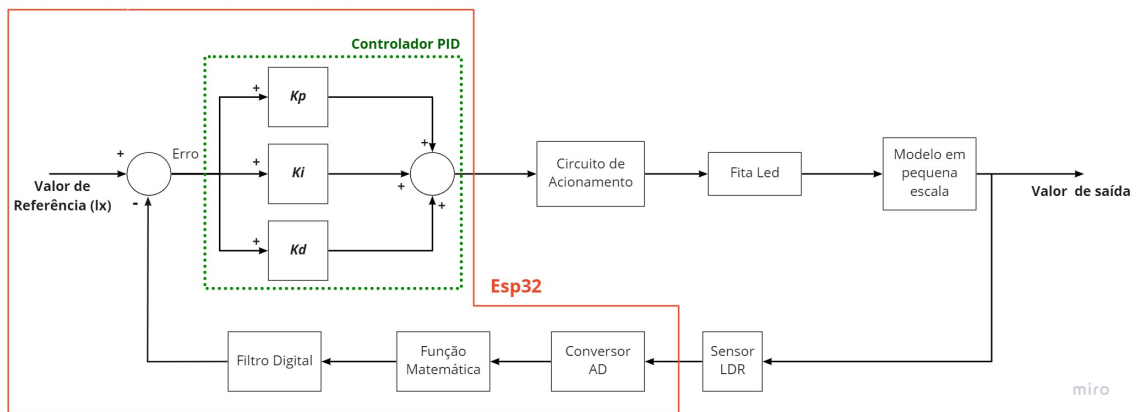 Controlador PID
+
Kp
+
+
Erro
+
Ki
+
Valor de
Referência (lx)
-
+
Kd
+
Circuito de
Acionamento
Fita Led
Modelo em
pequena
escala
Valor de saída
Esp32
Filtro Digital
Função
Matemática
Conversor
AD
Sensor
LDR
miro